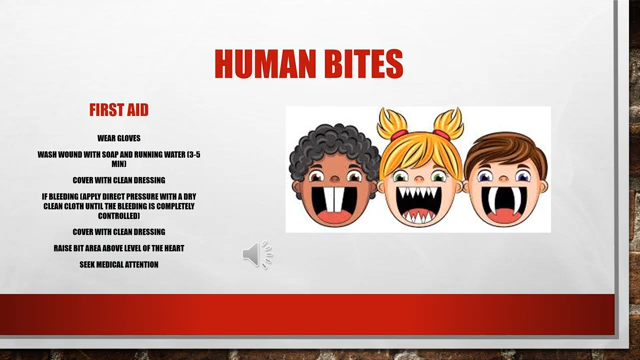 HUMAN BITES
FIRST AID
WEAR GLOVES
WASH WOUND WITH SOAP AND RUNNING WATER (3-5
MIN)
COVER WITH CLEAN DRESSING
IF BLEEDING (APPLY DIRECT PRESSURE WITH A DRY
CLEAN CLOTH UNTIL THE BLEEDING IS COMPLETELY
CONTROLLED)
COVER WITH CLEAN DRESSING
RAISE BIT AREA ABOVE LEVEL OF THE HEART
SEEK MEDICAL ATTENTION